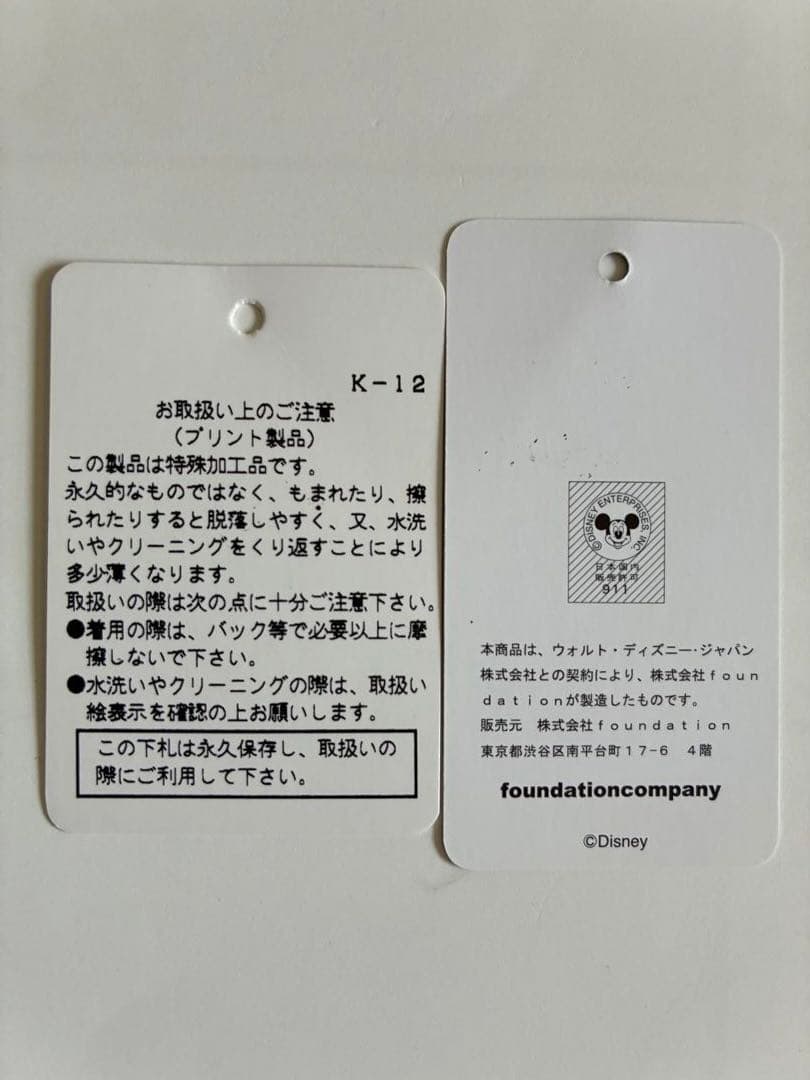 K-12
お取扱い上のご注意
(プリント製品)
この製品は特殊加工品です。
永久的なものではなく、もまれたり、擦
られたりすると脱落しやすく、又、水洗
いやクリーニングをくり返すことにより
多少薄くなります。
取扱いの際は次の点に十分ご注意下さい。
●着用の際は、バック等で必要以上に摩
擦しないで下さい。
●水洗いやクリーニングの際は、取扱い
絵表示を確認の上お願いします。
この下札は永久保存し、取扱いの
際にご利用して下さい。
©DISNEY ENTERPRISES, INC.
日本国内
販売許可
911
本商品は、ウォルト・ディズニー・ジャパン
株式会社との契約により、株式会社foun
dationが製造したものです。
販売元 株式会社foundation
東京都渋谷区南平台町17-6 4階
foundationcompany
©Disney